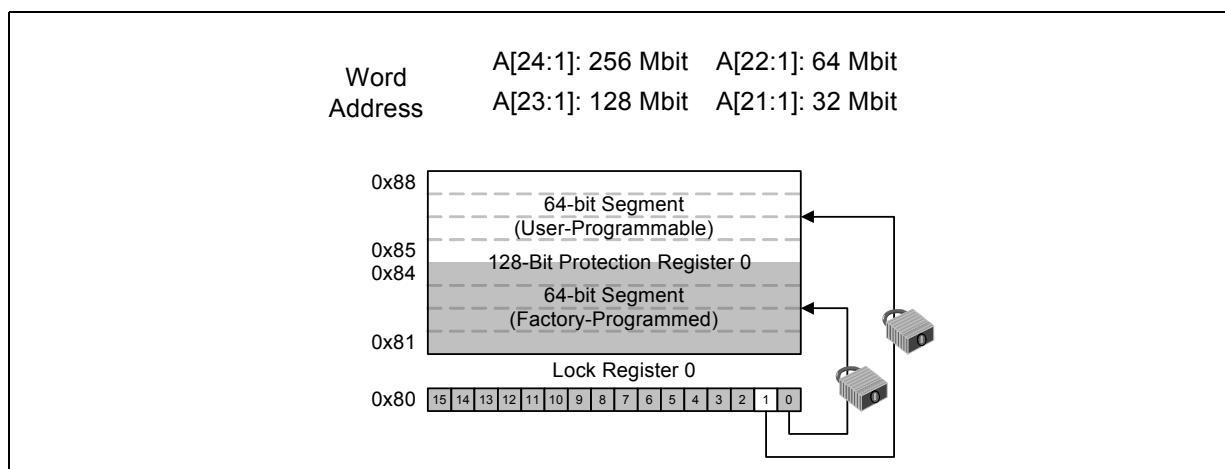 Word
Address
A[24:1]: 256 Mbit A[22:1]: 64 Mbit
A[23:1]: 128 Mbit A[21:1]: 32 Mbit
0x88
64-bit Segment
(User-Programmable)
0x85
128-Bit Protection Register 0
0x84
64-bit Segment
(Factory-Programmed)
0x81
Lock Register 0
0x80 15 14 13 12 11 10 9 8 7 6 5 4 3 2 1 0